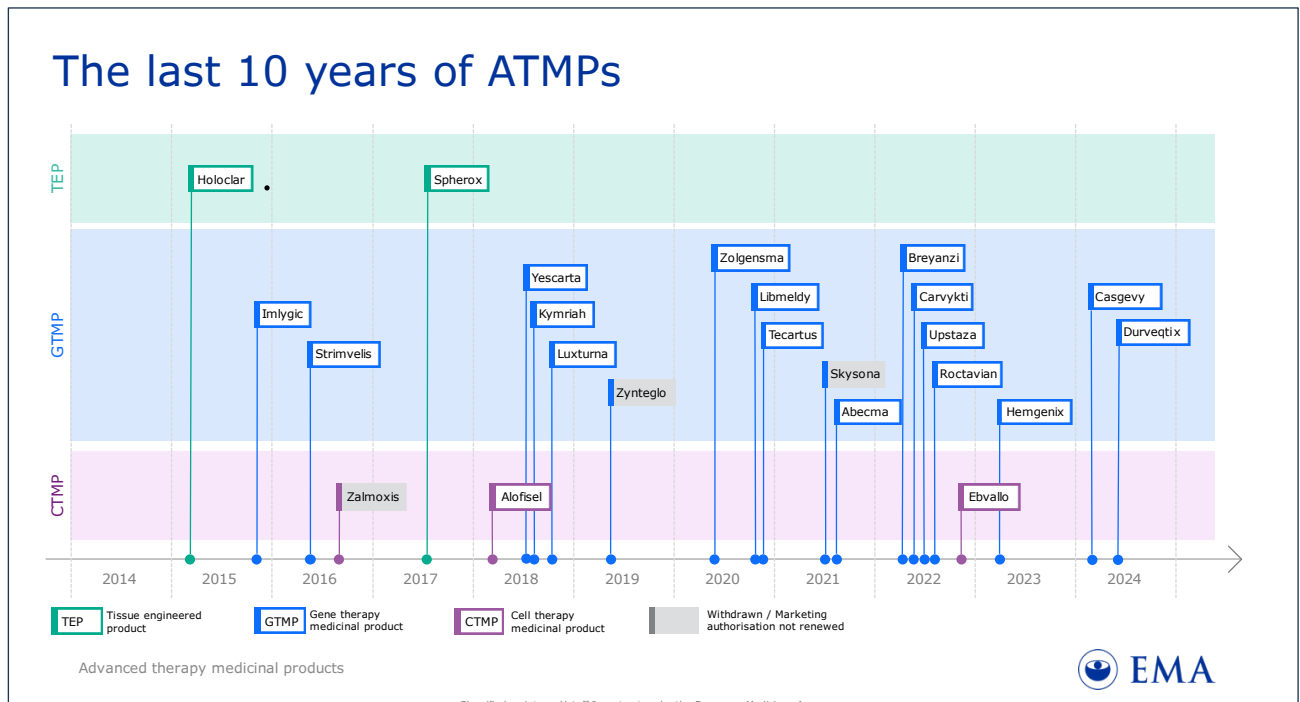 The last 10 years of ATMPs
TEP
Holoclar
Spherox
GTMP
Zolgensma
Breyanzi
Yescarta
Libmeldy
Carvykti
Casgevy
Imlygic
Kymriah
Tecartus
Upstaza
Durveqtix
Strimvelis
Luxturna
Skysona
Roctavian
Zynteglo
Abecma
Hemgenix
CTMP
Zalmoxis
Alofisel
Ebvallo
2014 2015 2016 2017 2018 2019 2020 2021 2022 2023 2024
TEP
Tissue engineered
product
GTMP
Gene therapy
medicinal product
CTMP
Cell therapy
medicinal product
Withdrawn / Marketing
authorisation not renewed
Advanced therapy medicinal products
EMA